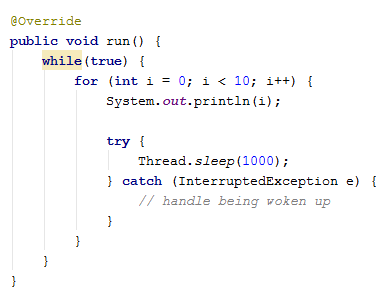 @Override
public void run() {
    while(true) {
        for (int i = 0; i < 10; i++) {
            System.out.println(i);

            try {
                Thread.sleep(1000);
            } catch (InterruptedException e) {
                // handle being woken up
            }
        }
    }
}